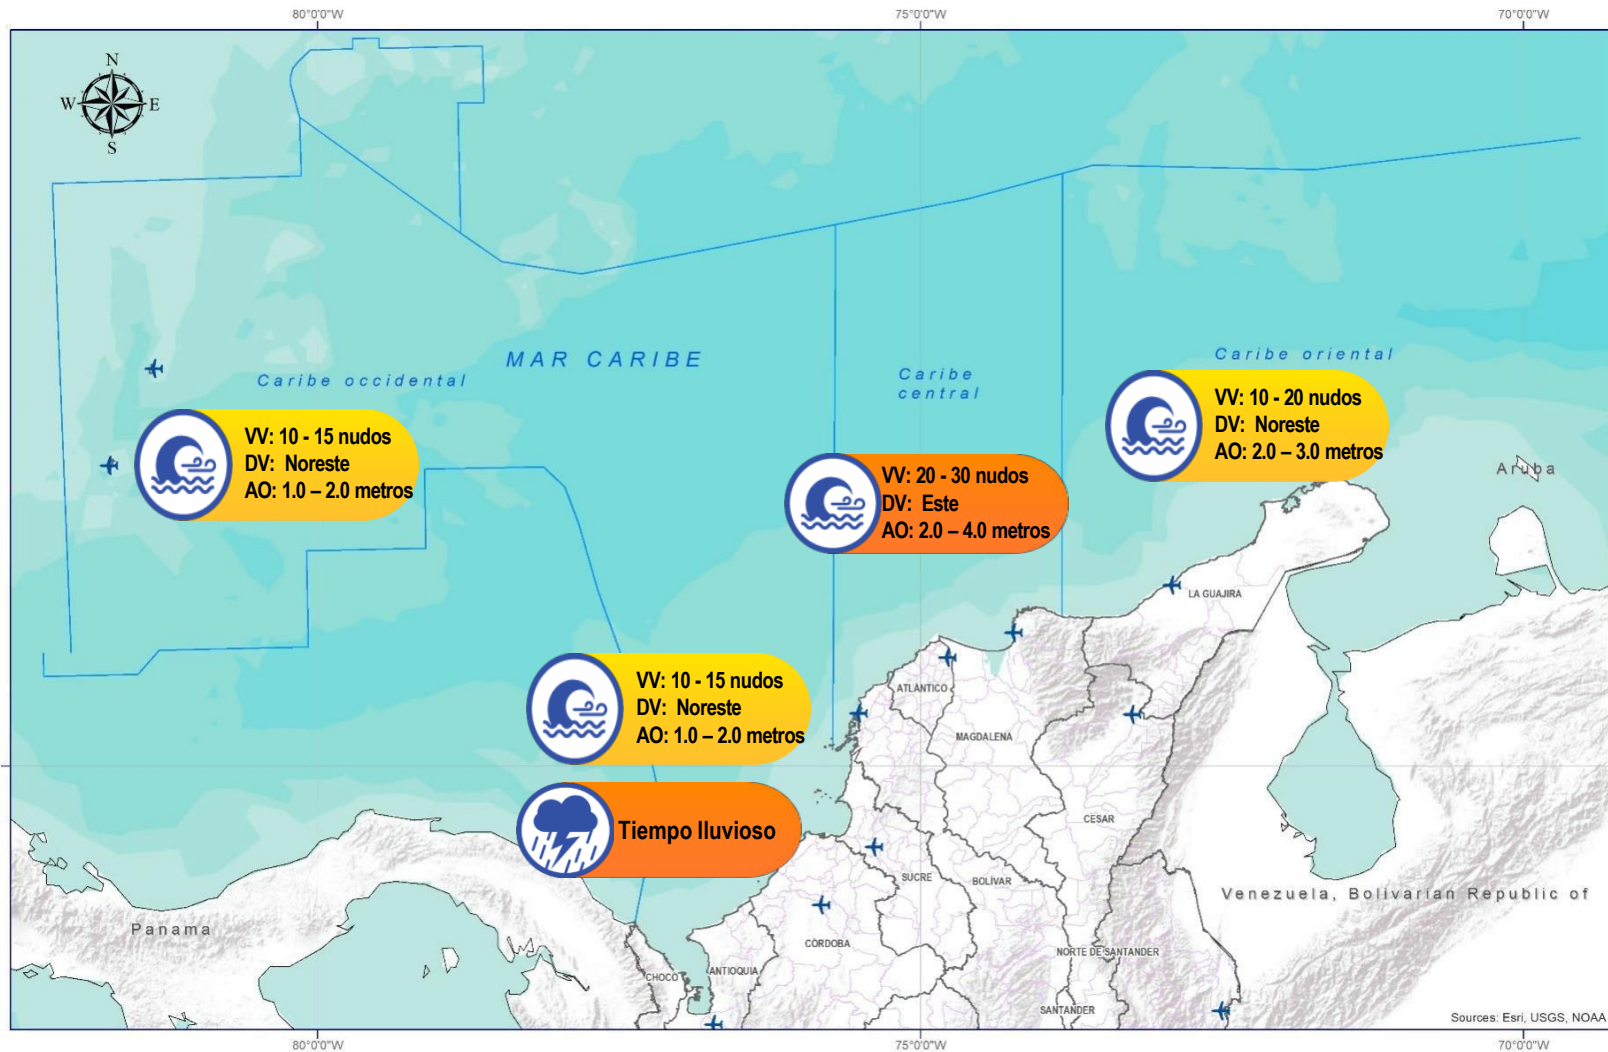 80°0'0"W
75°0'0"W
70°0'0"W
N
W
E
S
MAR CARIBE
Caribe occidental
Caribe
central
Caribe oriental
VV: 10 - 20 nudos
DV: Noreste
AO: 2.0 – 3.0 metros
VV: 10 - 15 nudos
DV: Noreste
AO: 1.0 – 2.0 metros
VV: 20 - 30 nudos
DV: Este
AO: 2.0 – 4.0 metros
Aruba
LA GUAJIRA
VV: 10 - 15 nudos
DV: Noreste
AO: 1.0 – 2.0 metros
ATLÁNTICO
MAGDALENA
Tiempo lluvioso
CESAR
SUCRE
BOLÍVAR
Venezuela, Bolivarian Republic of
Panama
CÓRDOBA
NORTE DE SANTANDER
CHOCÓ
ANTIOQUIA
SANTANDER
Sources: Esri, USGS, NOAA
80°0'0"W
75°0'0"W
70°0'0"W